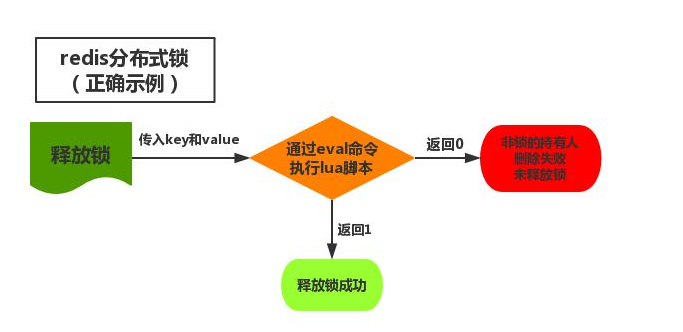 redis分布式锁
（正确示例）
释放锁
传入key和value
通过eval命令
执行lua脚本
返回0
非锁的持有人
删除失败
未释放锁
返回1
释放锁成功